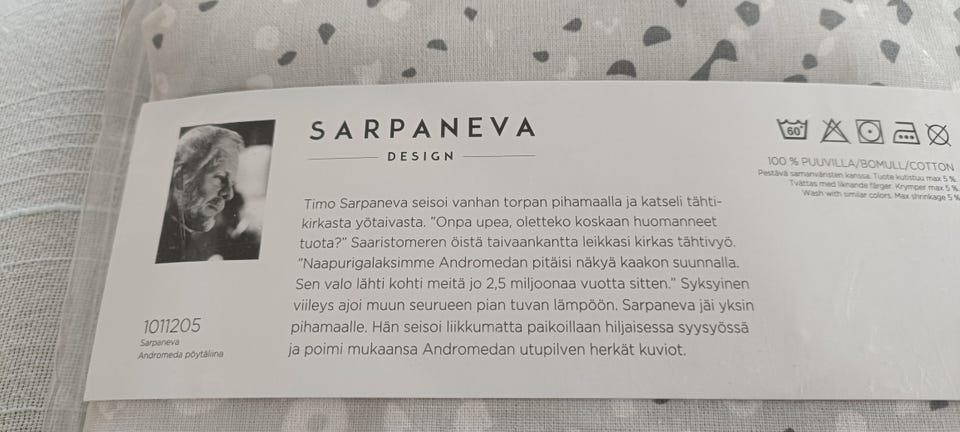 SARPANEVA
DESIGN
Timo Sarpaneva seisoi vanhan torpan pihamaalla ja katseli tähti-
kirkasta yötaivasta. "Onpa upea, oletteko koskaan huomanneet
tuota?" Saaristomeren öistä taivaankantta leikkasi kirkas tähtivyö.
"Naapurigalaksimme Andromedan pitäisi näkyä kaakon suunnalla.
Sen valo lähti kohti meitä jo 2,5 miljoonaa vuotta sitten." Syksyinen
viileys ajoi muun seurueen pian tuvan lämpöön. Sarpaneva jäi yksin
pihamaalle. Hän seisoi liikkumatta paikoillaan hiljaisessa syysyössä
ja poimi mukaansa Andromedan utupilven herkät kuviot.
1011205
Sarpaneva
Andromeda pöytäliina
60°
100 % PUUVILLA/BOMULL/COTTON
Pestävä samanväristen kanssa. Tuote kutistuu max 5 %.
Tvättas med liknande färger. Krymper max 5 %.
Wash with similar colors. Max shrinkage 5 %